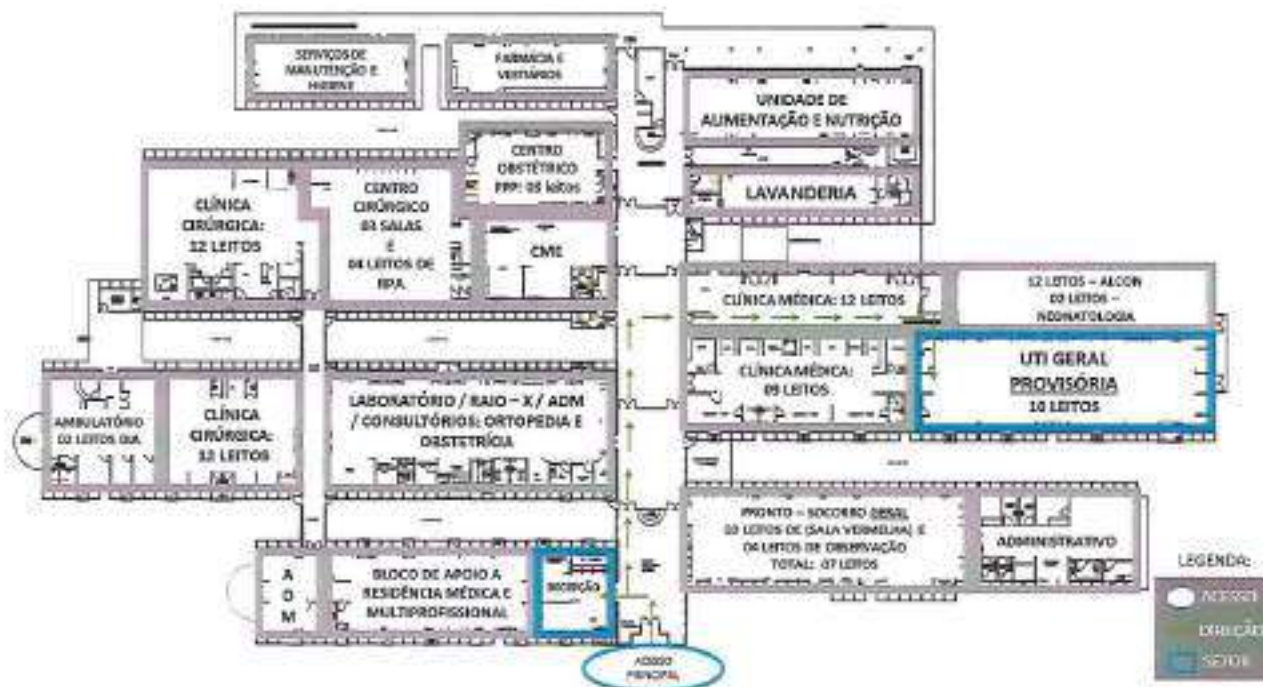 SERVIÇOS DE
MANUTENÇÃO E
HIGIENE
FARMÁCIA E
VESTIÁRIOS
UNIDADE DE
ALIMENTAÇÃO E NUTRIÇÃO
CENTRO
OBSTÉTRICO
PPP: 03 leitos
LAVANDERIA
CLÍNICA
CIRÚRGICA:
12 LEITOS
CENTRO
CIRÚRGICO
03 SALAS
E
04 LEITOS DE
RPA.
CME
CLÍNICA MÉDICA: 12 LEITOS
12 LEITOS – ALCON
02 LEITOS –
NEONATOLOGIA
CLÍNICA MÉDICA:
09 LEITOS
UTI GERAL
PROVISÓRIA
10 LEITOS
AMBULATÓRIO
02 LEITOS DIA
CLÍNICA
CIRÚRGICA:
12 LEITOS
LABORATÓRIO / RAIO – X / ADM
/ CONSULTÓRIOS: ORTOPEDIA E
OBSTETRÍCIA
PRONTO – SOCORRO GERAL
03 LEITOS DE (SALA VERMELHA) E
04 LEITOS DE OBSERVAÇÃO
TOTAL: 07 LEITOS
ADMINISTRATIVO
A
D
M
BLOCO DE APOIO A
RESIDÊNCIA MÉDICA E
MULTIPROFISSIONAL
RECEPÇÃO
ACESSO
PRINCIPAL
LEGENDA:
ACESSO
DIREÇÃO
SETOR